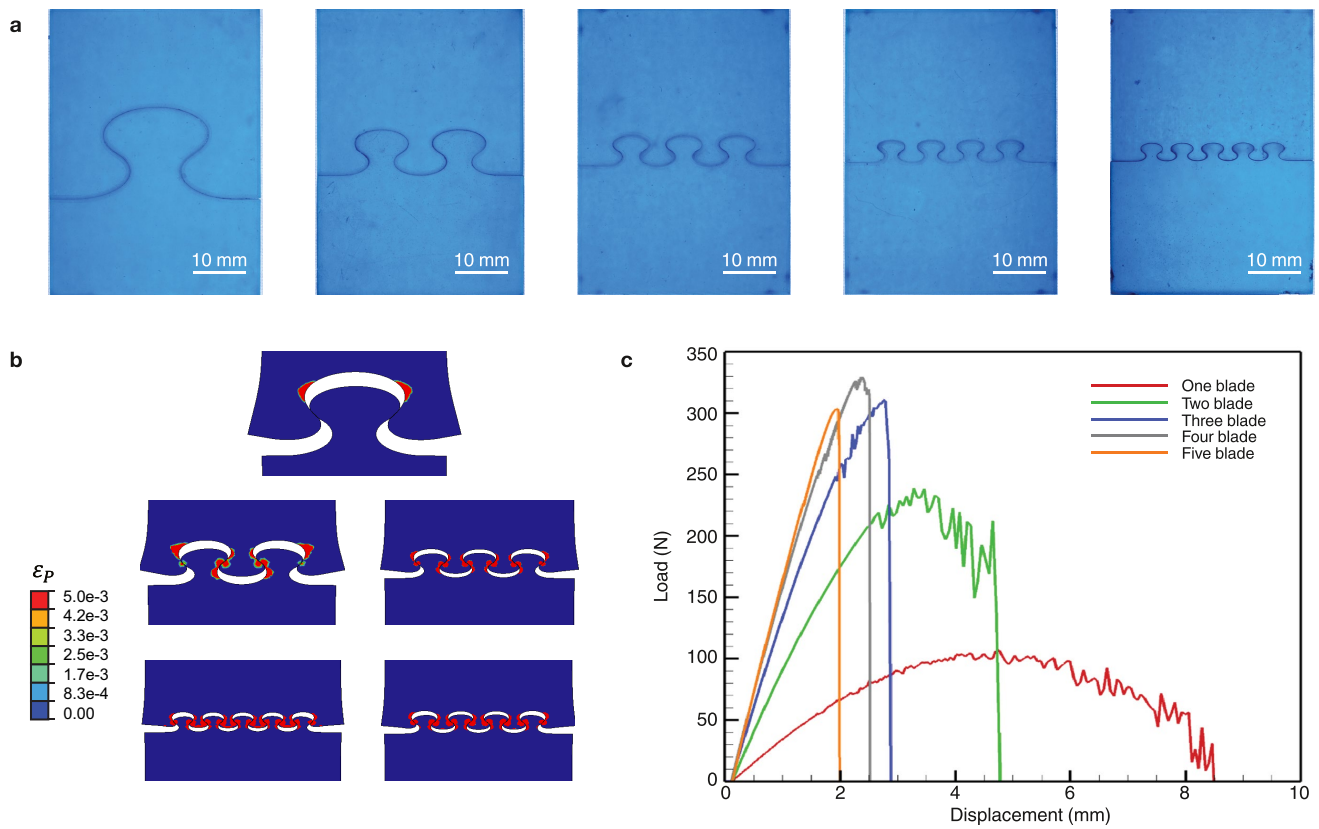 a
10 mm
10 mm
10 mm
10 mm
10 mm
b
εP
5.0e-3
4.2e-3
3.3e-3
2.5e-3
1.7e-3
8.3e-4
0.00
c
350
300
250
200
150
100
50
0
Load (N)
One blade
Two blade
Three blade
Four blade
Five blade
0
2
4
6
8
10
Displacement (mm)